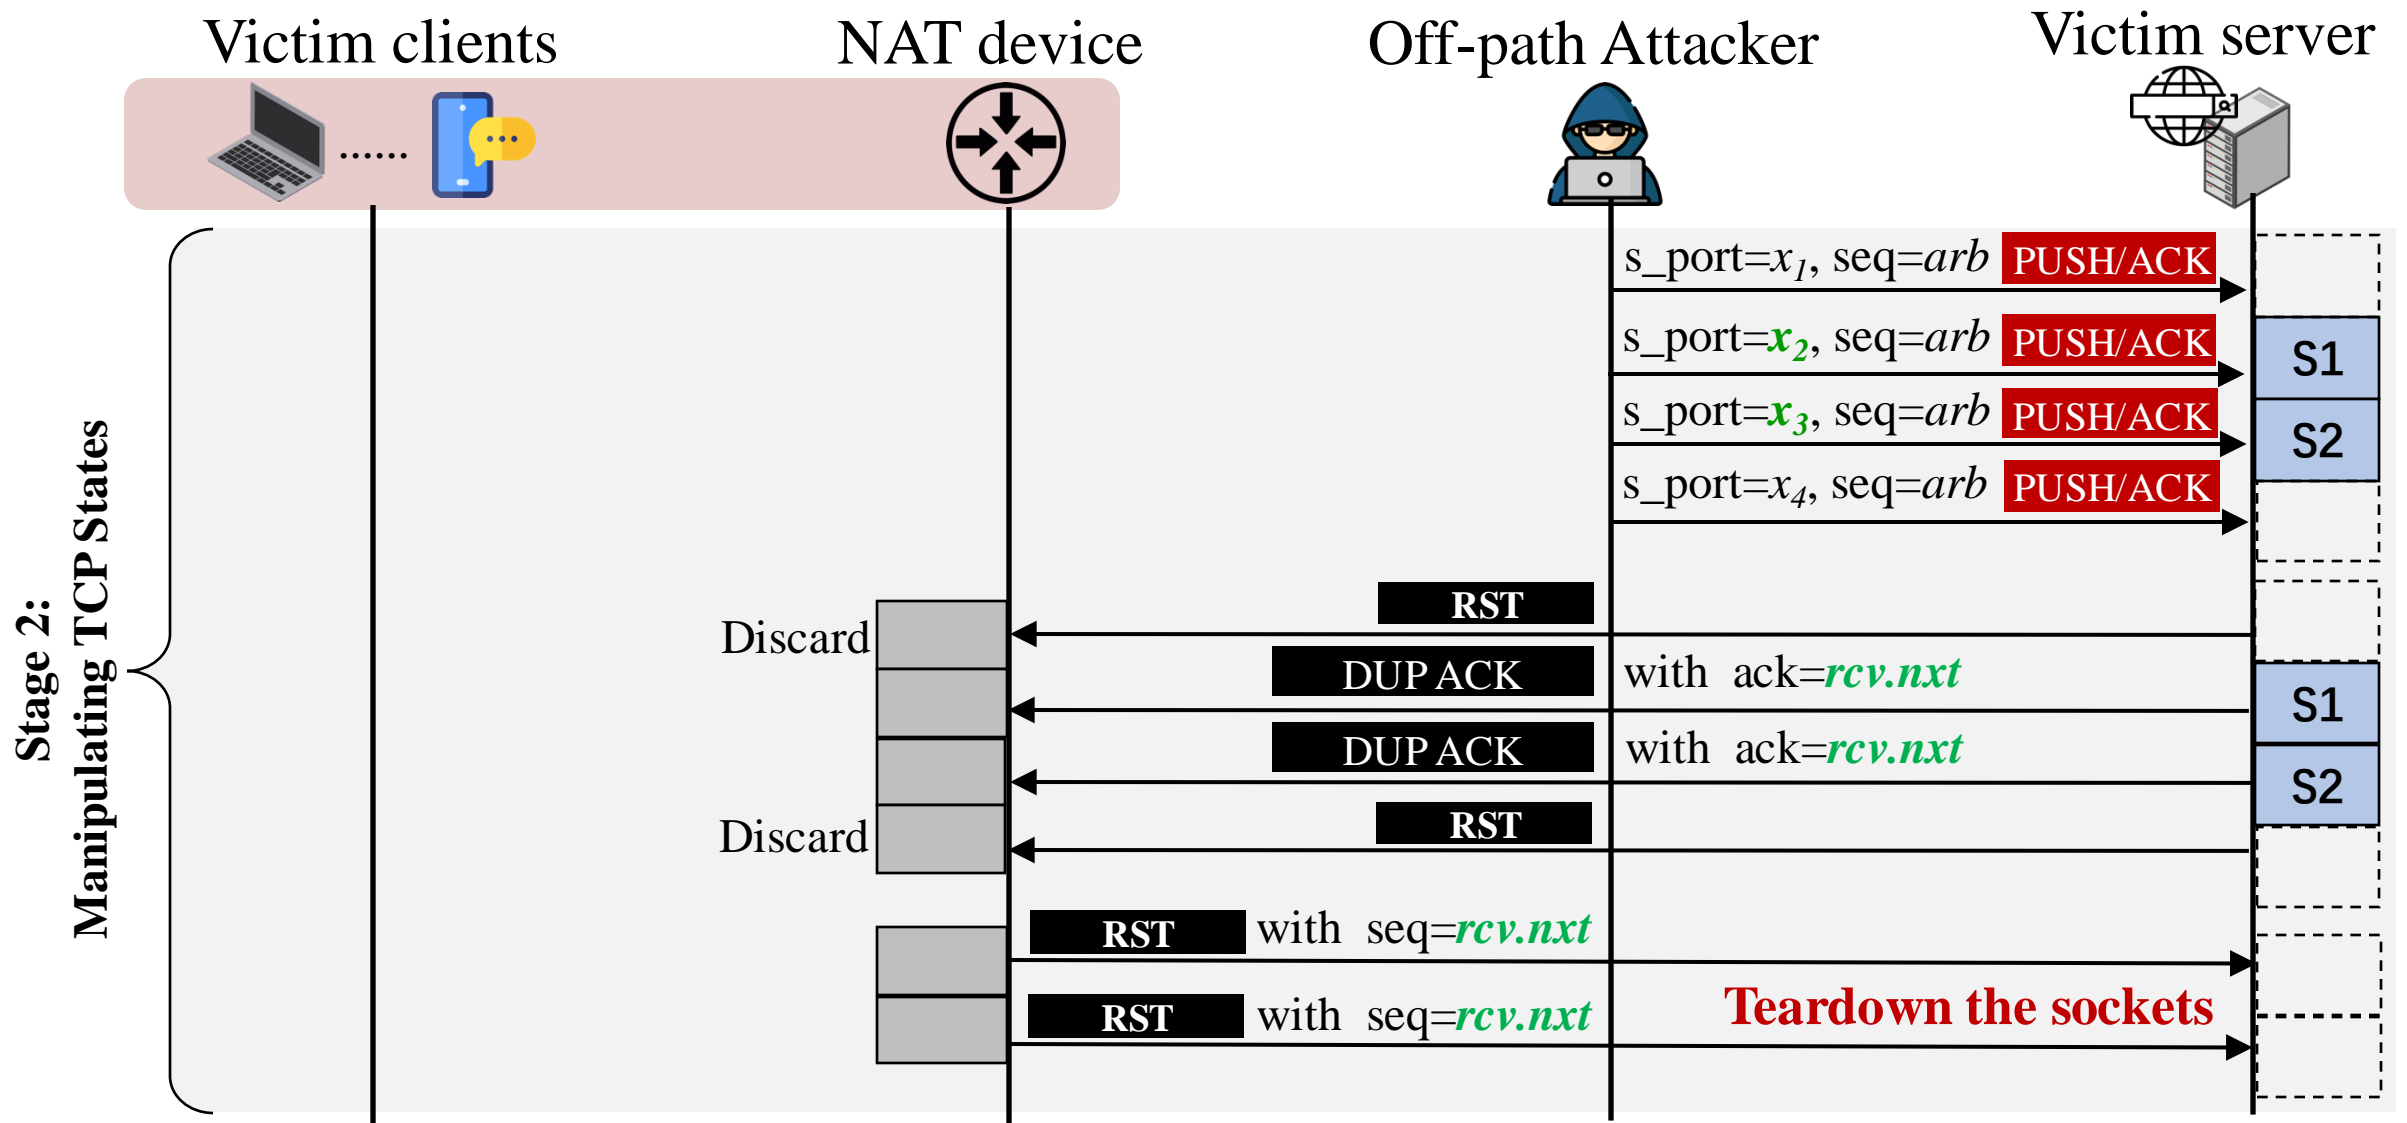 Victim clients
NAT device
Off-path Attacker
Victim server
......
Stage 2:
Manipulating TCP States
s_port=x1, seq=arb PUSH/ACK
s_port=x2, seq=arb PUSH/ACK
S1
s_port=x3, seq=arb PUSH/ACK
S2
s_port=x4, seq=arb PUSH/ACK
RST
Discard
DUP ACK with ack=rcv.nxt
S1
DUP ACK with ack=rcv.nxt
S2
RST
Discard
RST with seq=rcv.nxt
Teardown the sockets
RST with seq=rcv.nxt